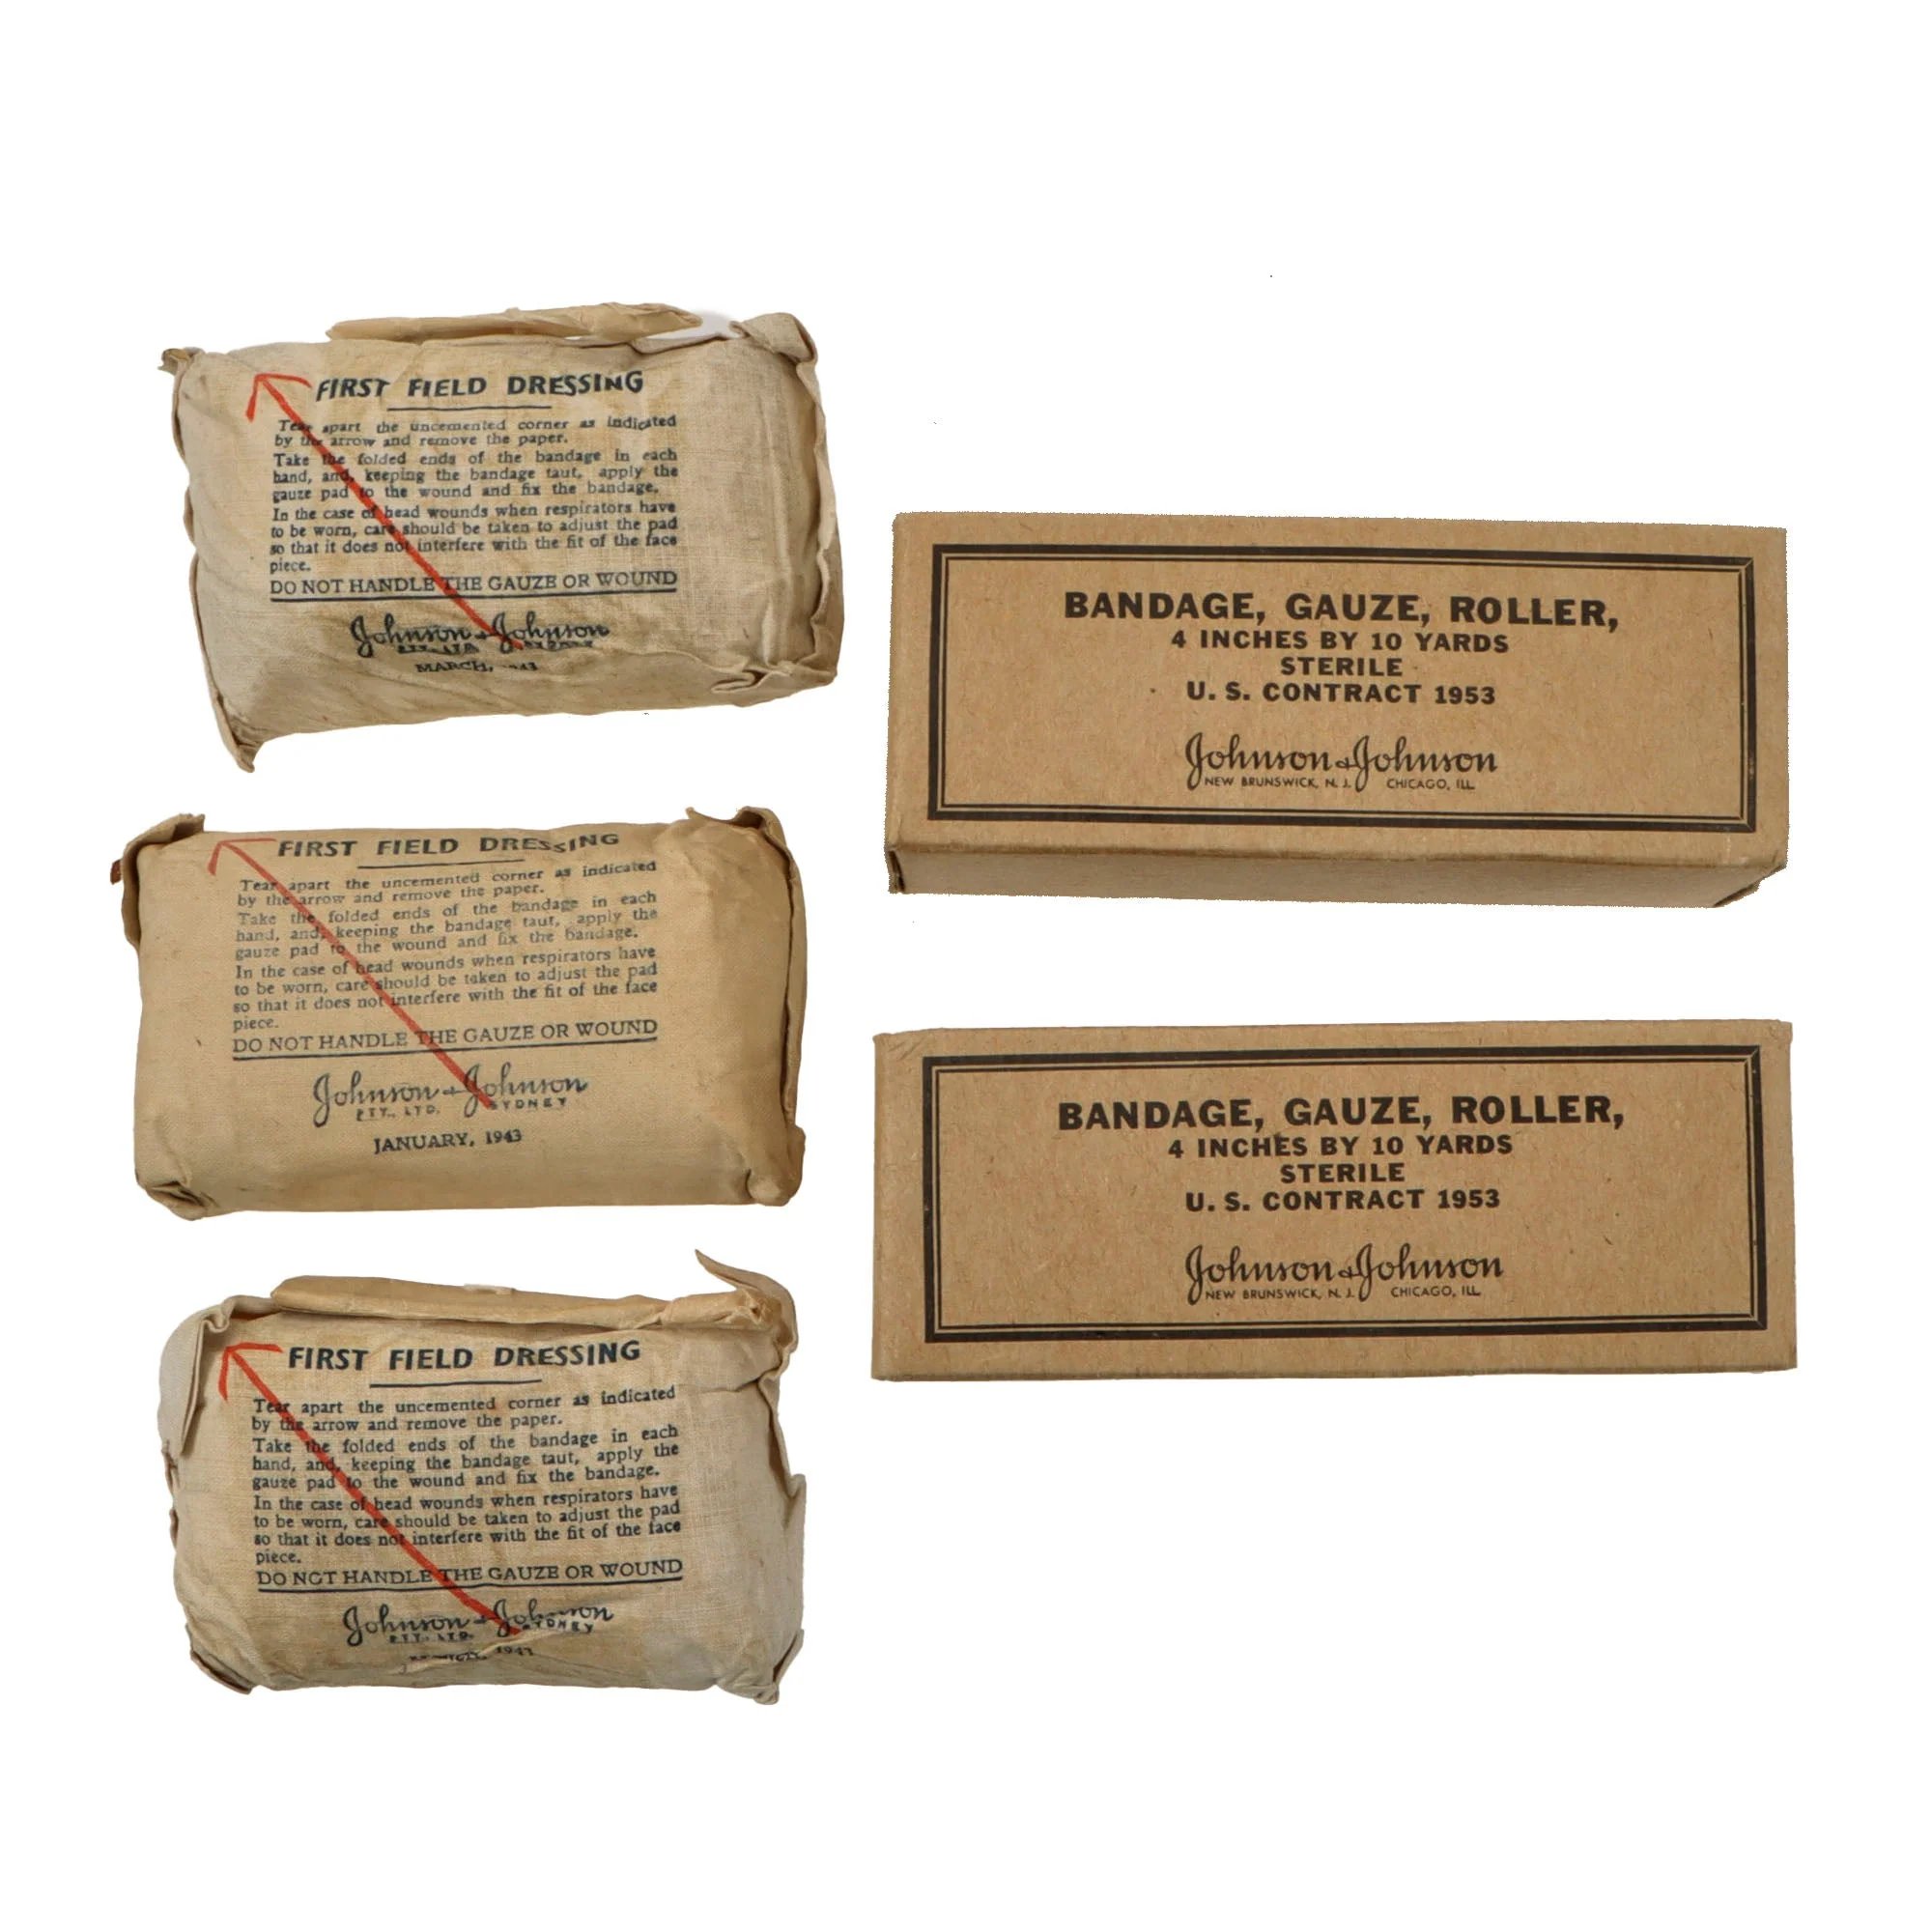 FIRST FIELD DRESSING
Tear apart the uncemented corner as indicated
by the arrow and remove the paper.
Take the folded ends of the bandage in each
hand, and, keeping the bandage taut, apply the
gauze pad to the wound and fix the bandage.
In the case of head wounds when respirators have
to be worn, care should be taken to adjust the pad
so that it does not interfere with the fit of the face
piece.
DO NOT HANDLE THE GAUZE OR WOUND
Johnson & Johnson
PTY. LTD.
MARCH,
FIRST FIELD DRESSING
Tear apart the uncemented corner as indicated
by the arrow and remove the paper.
Take the folded ends of the bandage in each
hand, and, keeping the bandage taut, apply the
gauze pad to the wound and fix the bandage.
In the case of head wounds when respirators have
to be worn, care should be taken to adjust the pad
so that it does not interfere with the fit of the face
piece.
DO NOT HANDLE THE GAUZE OR WOUND
Johnson & Johnson
PTY., LTD. SYDNEY
JANUARY, 1943
FIRST FIELD DRESSING
Tear apart the uncemented corner as indicated
by the arrow and remove the paper.
Take the folded ends of the bandage in each
hand, and, keeping the bandage taut, apply the
gauze pad to the wound and fix the bandage.
In the case of head wounds when respirators have
to be worn, care should be taken to adjust the pad
so that it does not interfere with the fit of the face
piece.
DO NOT HANDLE THE GAUZE OR WOUND
Johnson & Johnson
PTY., LTD. SYDNEY
BANDAGE, GAUZE, ROLLER,
4 INCHES BY 10 YARDS
STERILE
U. S. CONTRACT 1953
Johnson & Johnson
NEW BRUNSWICK, N. J. CHICAGO, ILL.
BANDAGE, GAUZE, ROLLER,
4 INCHES BY 10 YARDS
STERILE
U. S. CONTRACT 1953
Johnson & Johnson
NEW BRUNSWICK, N. J. CHICAGO, ILL.